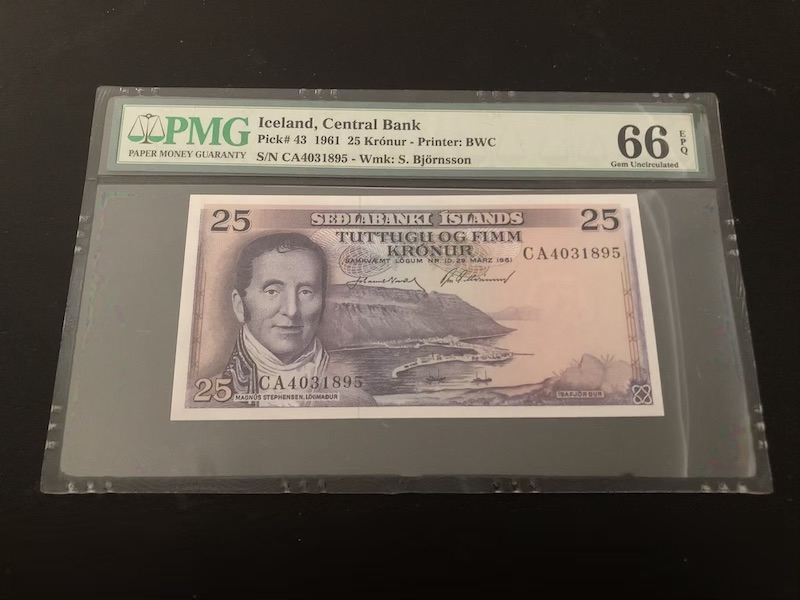 PMG
PAPER MONEY GUARANTY
Iceland, Central Bank
Pick# 43 1961 25 Krónur - Printer: BWC
S/N CA4031895 - Wmk: S. Björnsson
66 EPQ
Gem Uncirculated
25 SEÐLABANKI ÍSLANDS 25
TUTTUGU OG FIMM
KRÓNUR
CA4031895
SAMKVÆMT LÖGUM NR. 10, 29. MARZ 1961
25 CA4031895
MAGNÚS STEPHENSEN, LÖGMAÐUR
ÍSAFJÖRÐUR